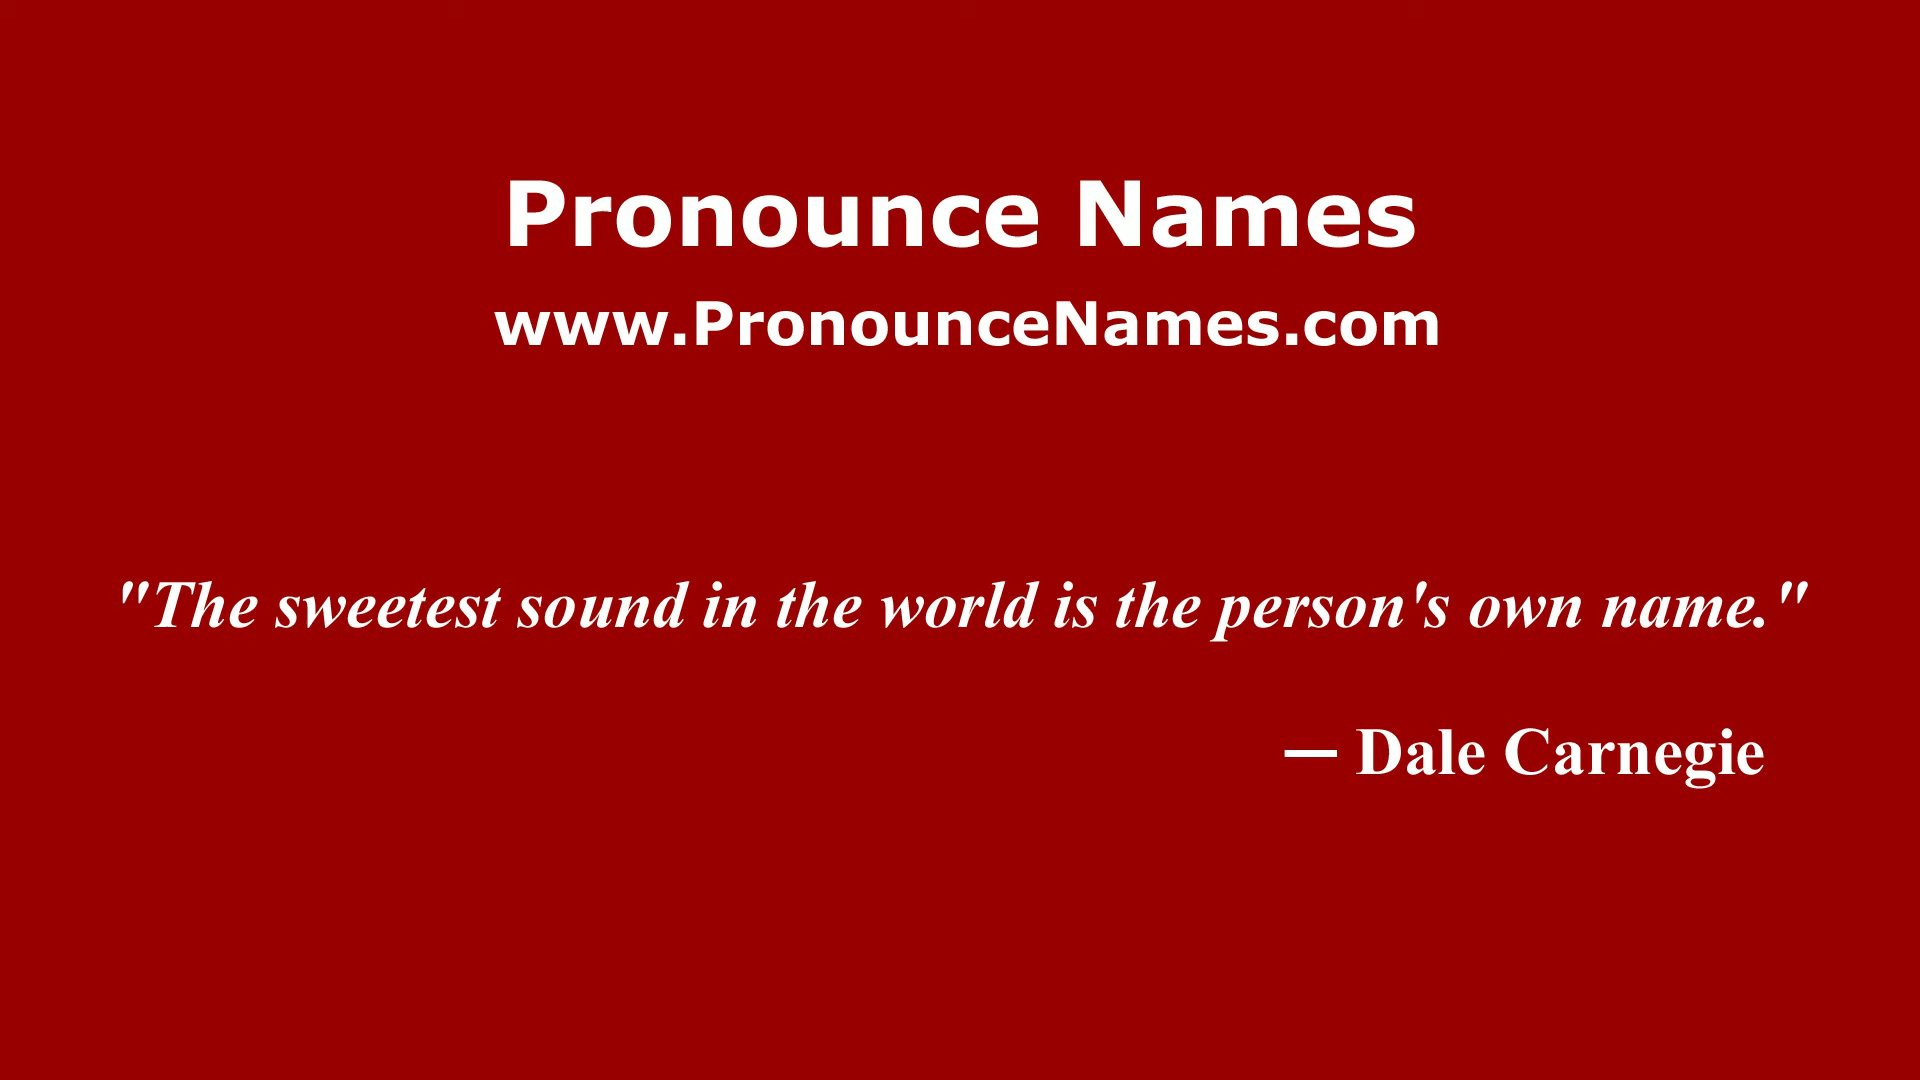 Pronounce Names
www.PronounceNames.com
"The sweetest sound in the world is the person's own name."
— Dale Carnegie